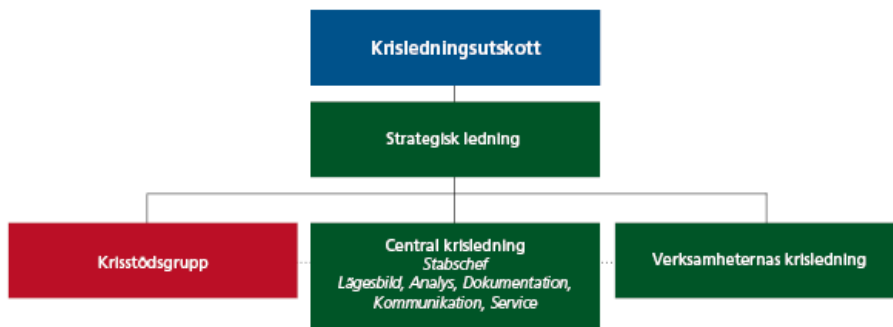 Krisledningsutskott
Strategisk ledning
Krisstödsgrupp
Central krisledning
Stabschef
Lägesbild, Analys, Dokumentation,
Kommunikation, Service
Verksamheternas krisledning